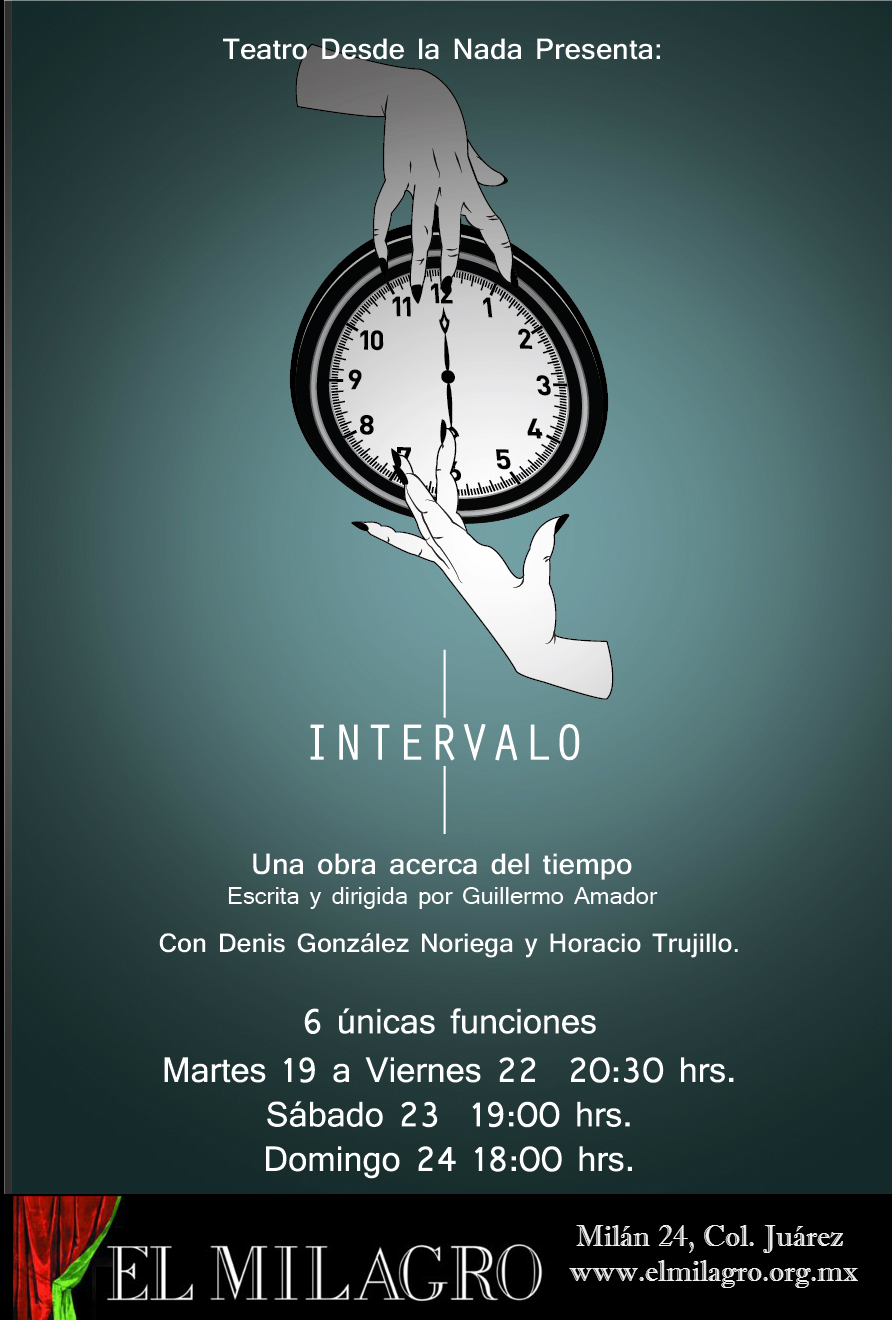 Teatro Desde la Nada Presenta:
11 12 1
10 2
9 3
8 4
7 6 5
INTERVALO
Una obra acerca del tiempo
Escrita y dirigida por Guillermo Amador
Con Denis González Noriega y Horacio Trujillo.
6 únicas funciones
Martes 19 a Viernes 22 20:30 hrs.
Sábado 23 19:00 hrs.
Domingo 24 18:00 hrs.
EL MILAGRO
Milán 24, Col. Juárez
www.elmilagro.org.mx